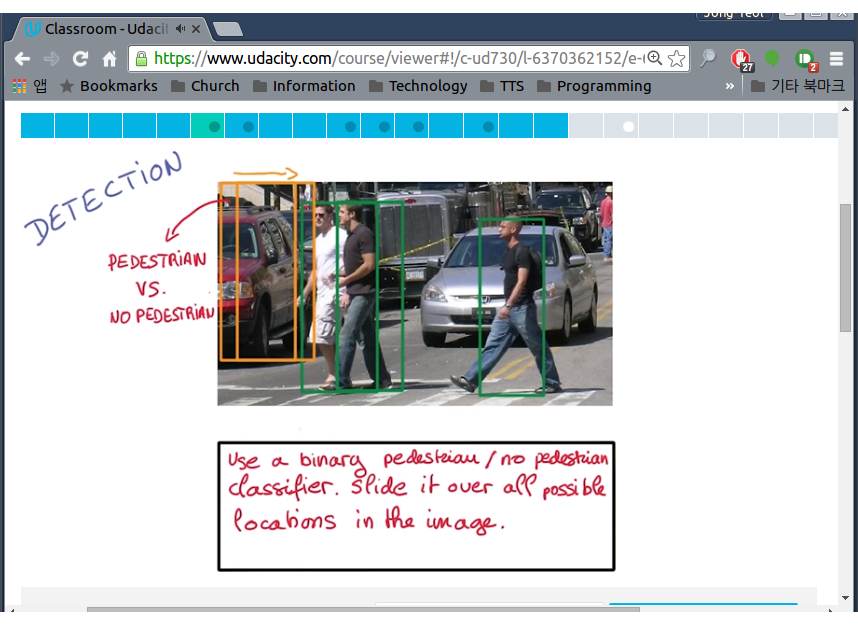 Jong Yeol
Classroom - Udacit
https://www.udacity.com/course/viewer#!/c-ud730/l-6370362152/e-
27
2
앱
Bookmarks
Church
Information
Technology
TTS
Programming
»
기타 북마크
DETECTION
PEDESTRIAN
VS.
NO PEDESTRIAN
Use a binary pedestrian / no pedestrian
classifier. Slide it over all possible
locations in the image.